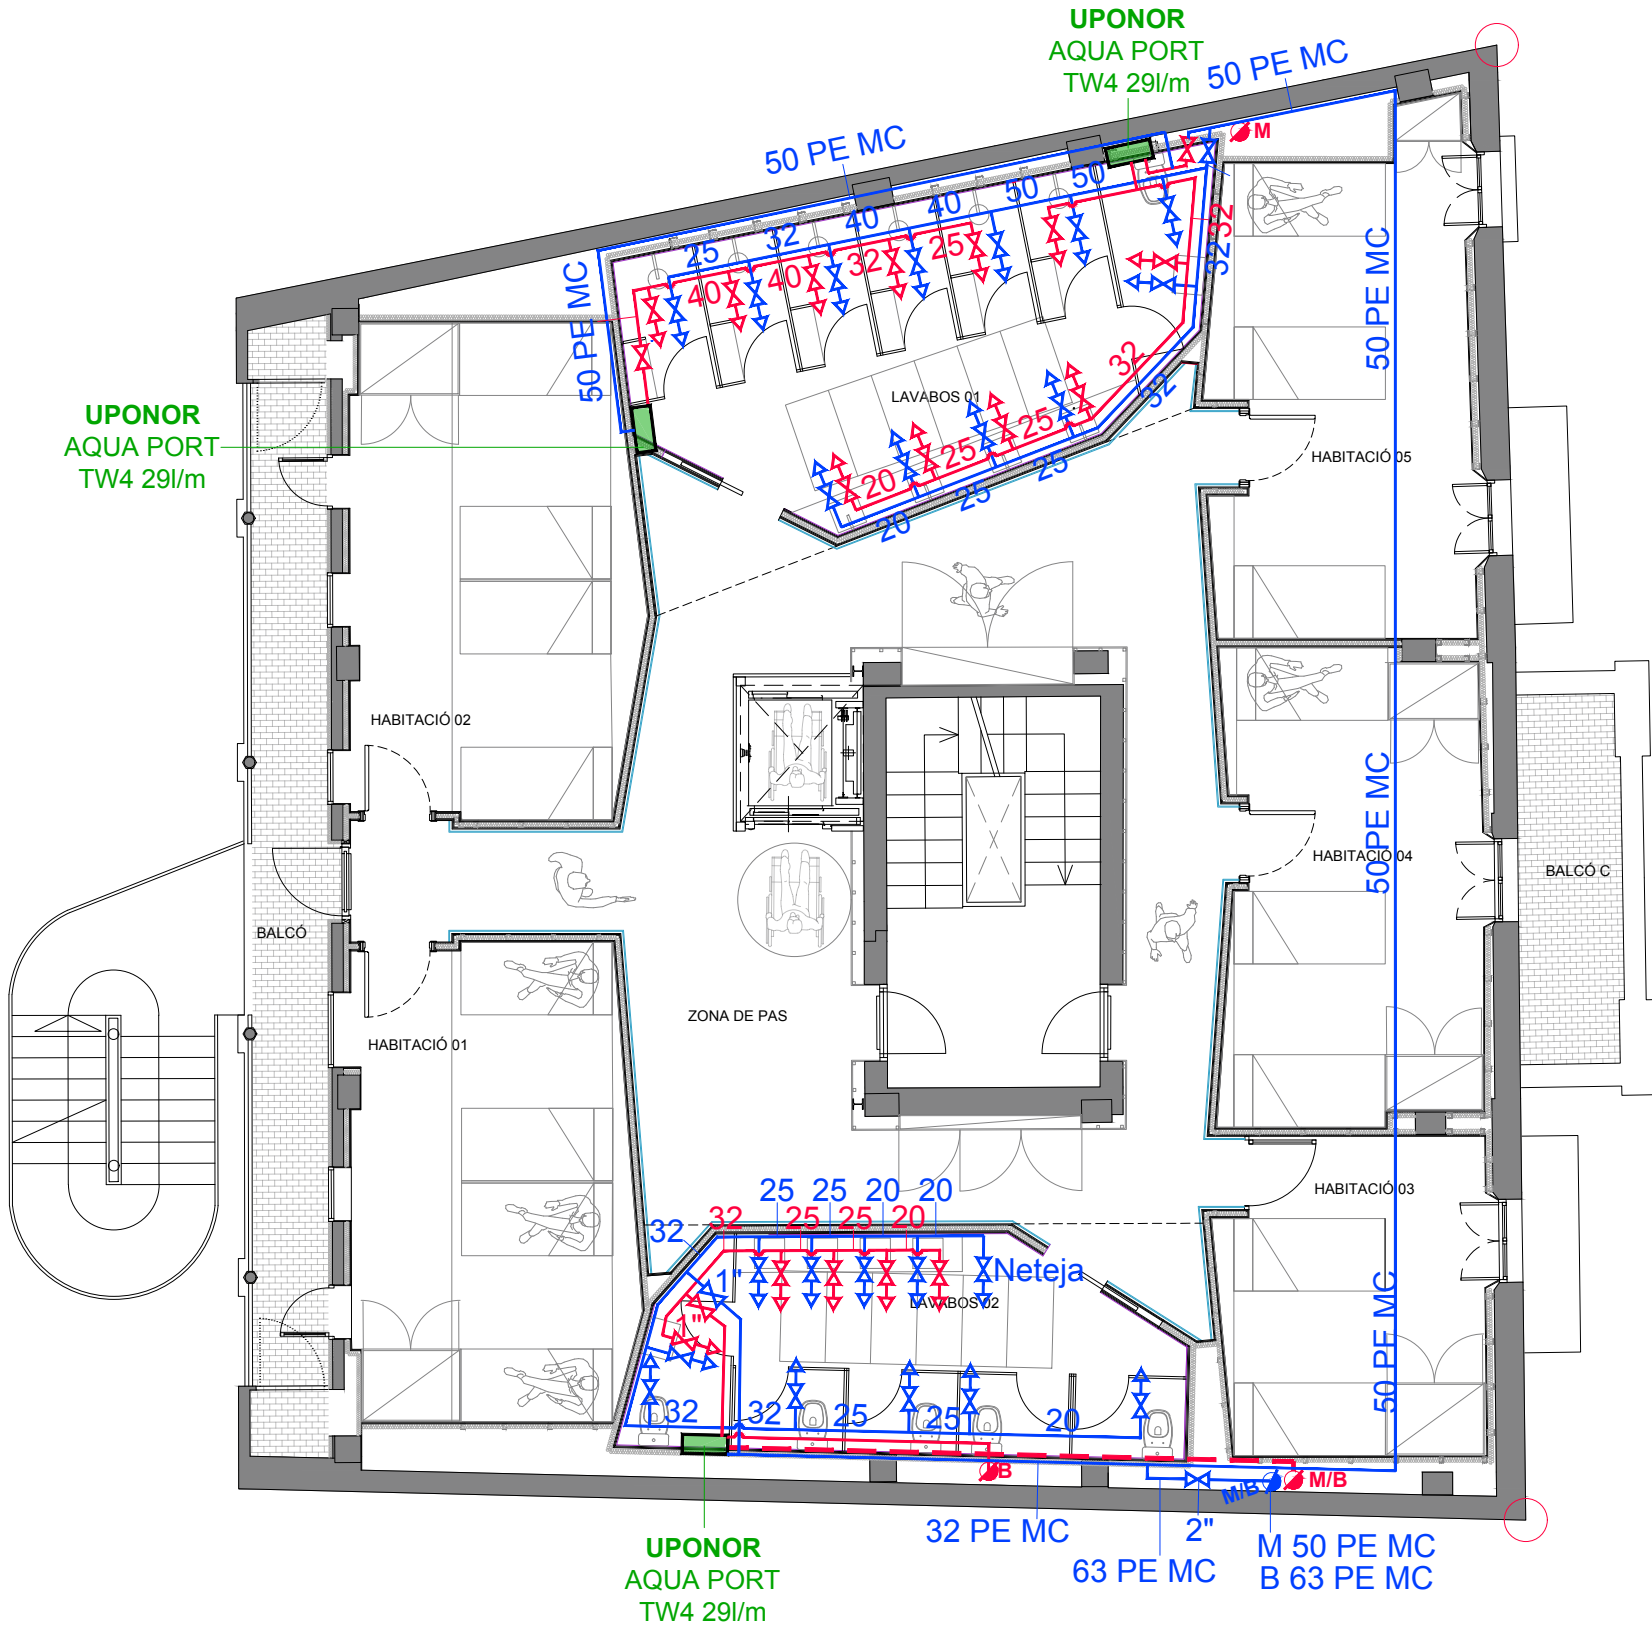 UPONOR
AQUA PORT
TW4 29l/m
50 PE MC
M
50 PE MC
50
50
40
40
32
25
50 PE MC
32
32
50 PE MC
25
32
40
40
LAVABOS 01
32
32
UPONOR
AQUA PORT
TW4 29l/m
25
25
20
25
25
20
HABITACIÓ 05
HABITACIÓ 02
50 PE MC
HABITACIÓ 04
BALCÓ C
BALCÓ
ZONA DE PAS
HABITACIÓ 01
HABITACIÓ 03
25
25
20
20
32
32
25
25
20
Neteja
1"
1"
LAVABOS 02
50 PE MC
32
32
25
25
20
B
M/B
M/B
32 PE MC
2"
63 PE MC
M 50 PE MC
B 63 PE MC
UPONOR
AQUA PORT
TW4 29l/m